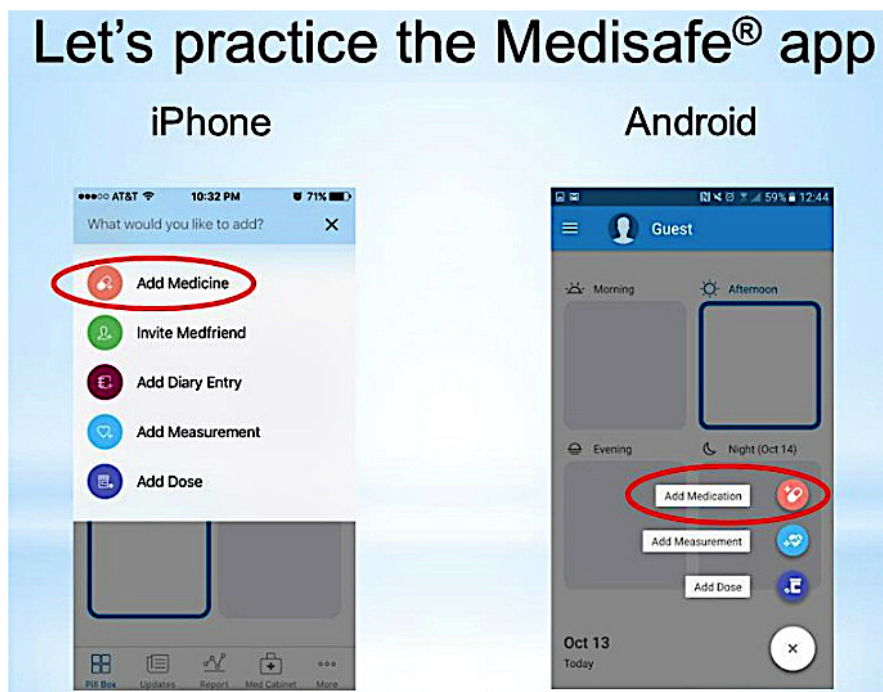 Let's practice the Medisafe® app
iPhone
Android
AT&T 10:32 PM 71%
What would you like to add?
Add Medicine
Invite Medfriend
Add Diary Entry
Add Measurement
Add Dose
Pill Box Updates Report Med Cabinet More
59% 12:44
Guest
Morning Afternoon
Evening Night (Oct 14)
Add Medication
Add Measurement
Add Dose
Oct 13
Today